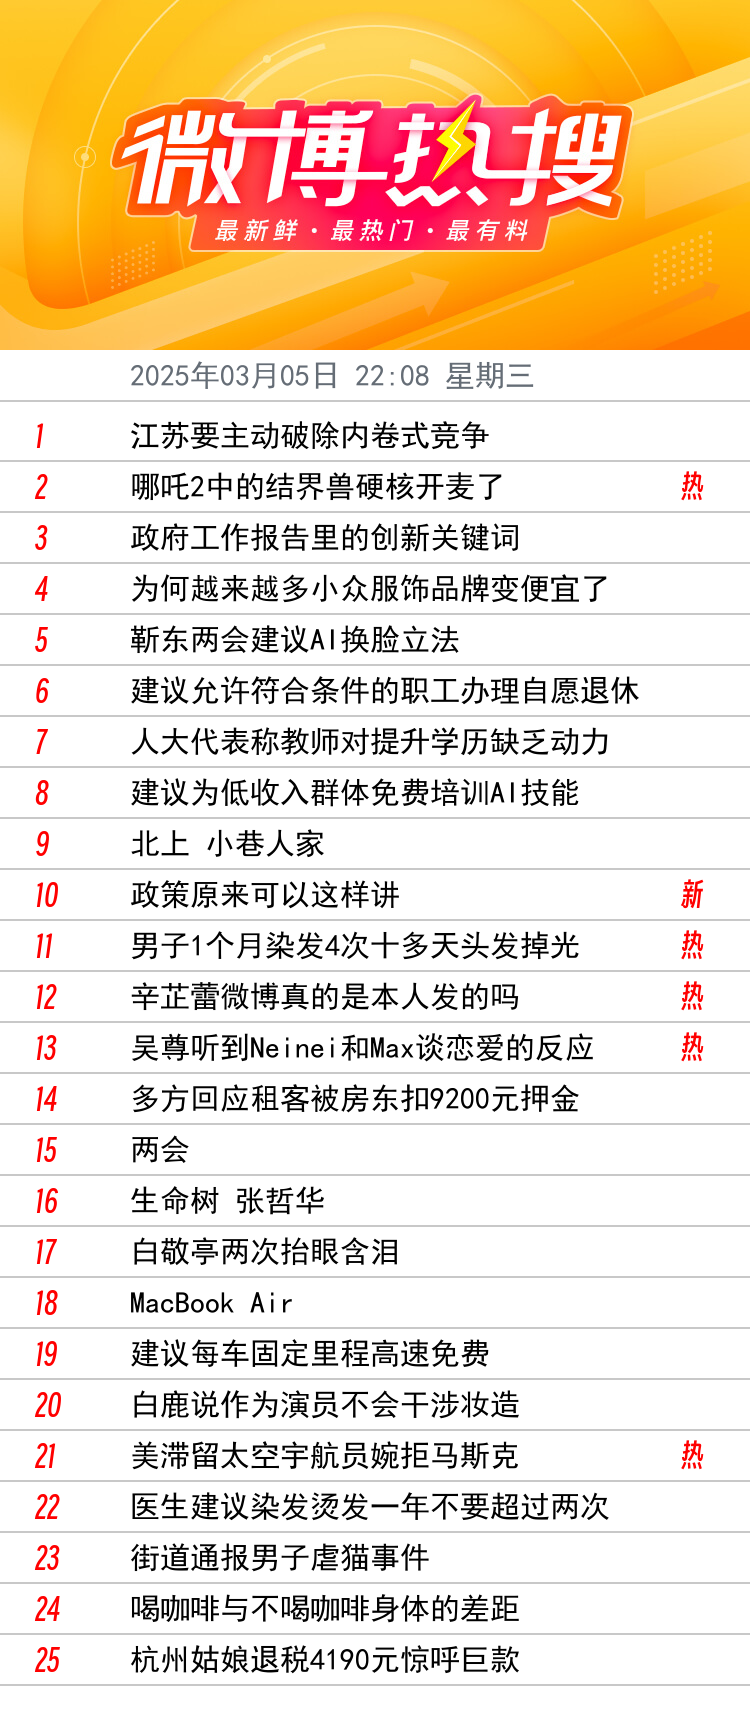 微博热搜
最新鲜·最热门·最有料
2025年03月05日 22:08 星期三
1 江苏要主动破除内卷式竞争
2 哪吒2中的结界兽硬核开麦了 热
3 政府工作报告里的创新关键词
4 为何越来越多小众服饰品牌变便宜了
5 靳东两会建议AI换脸立法
6 建议允许符合条件的职工办理自愿退休
7 人大代表称教师对提升学历缺乏动力
8 建议为低收入群体免费培训AI技能
9 北上 小巷人家
10 政策原来可以这样讲 新
11 男子1个月染发4次十多天头发掉光 热
12 辛芷蕾微博真的是本人发的吗 热
13 吴尊听到Neinei和Max谈恋爱的反应 热
14 多方回应租客被房东扣9200元押金
15 两会
16 生命树 张哲华
17 白敬亭两次抬眼含泪
18 MacBook Air
19 建议每车固定里程高速免费
20 白鹿说作为演员不会干涉妆造
21 美滞留太空宇航员婉拒马斯克 热
22 医生建议染发烫发一年不要超过两次
23 街道通报男子虐猫事件
24 喝咖啡与不喝咖啡身体的差距
25 杭州姑娘退税4190元惊呼巨款